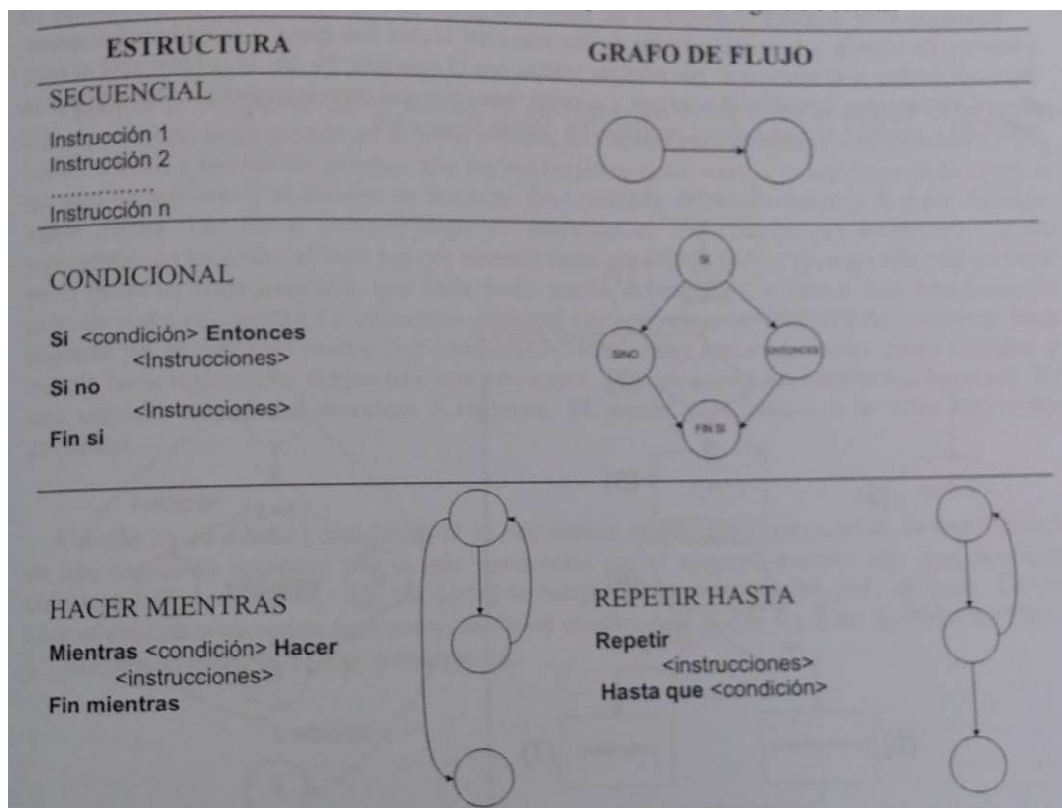 ESTRUCTURA
GRAFO DE FLUJO
SECUENCIAL
Instrucción 1
Instrucción 2
................
Instrucción n
CONDICIONAL
Si <condición> Entonces
<Instrucciones>
Si no
<Instrucciones>
Fin si
SI
SINO
ENTONCES
FIN SI
HACER MIENTRAS
Mientras <condición> Hacer
<instrucciones>
Fin mientras
REPETIR HASTA
Repetir
<instrucciones>
Hasta que <condición>